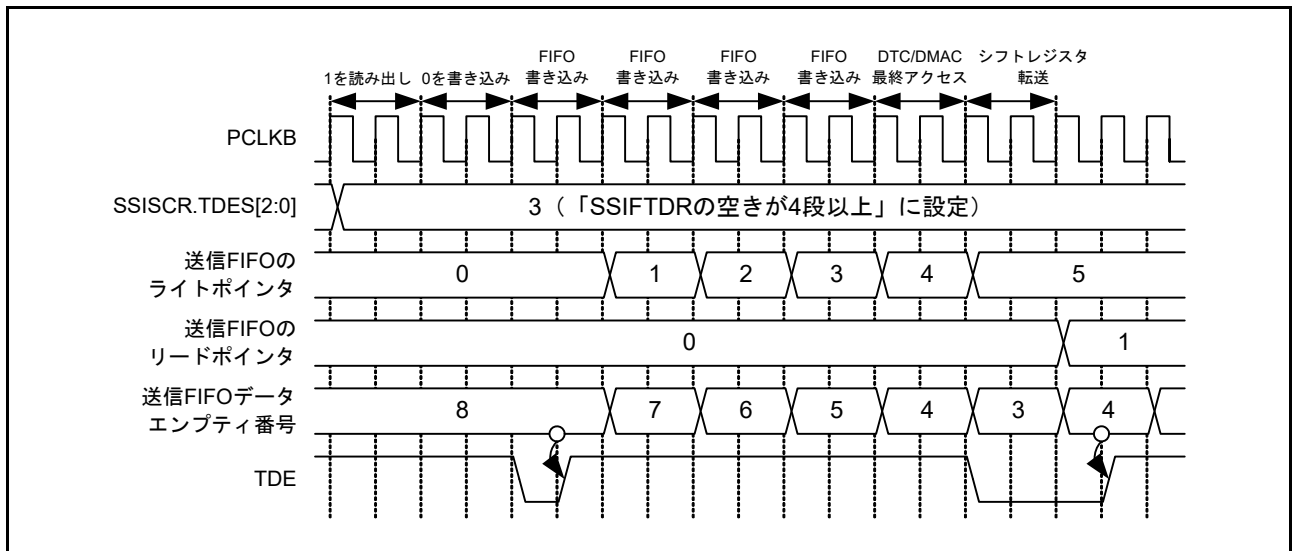 FIFO FIFO FIFO FIFO DTC/DMAC シフトレジスタ
1を読み出し 0を書き込み 書き込み 書き込み 書き込み 書き込み 最終アクセス 転送
PCLKB
SSISCR.TDES[2:0] 3（「SSIFTDRの空きが4段以上」に設定）
送信FIFOの
ライトポインタ 0 1 2 3 4 5
送信FIFOの
リードポインタ 0 1
送信FIFOデータ
エンプティ番号 8 7 6 5 4 3 4
TDE